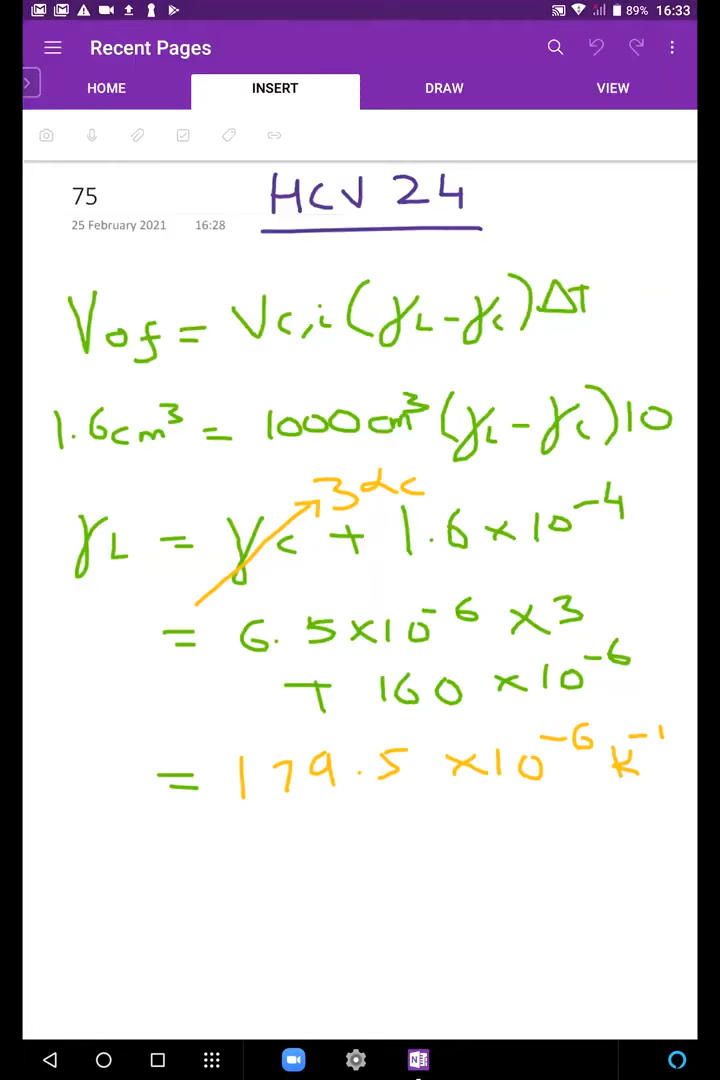 89% 16:33
Recent Pages
HOME INSERT DRAW VIEW
75
HCV 24
25 February 2021 16:28
Vof = Vc,i (γL - γc) ΔT
1.6cm³ = 1000cm³ (γL - γc) 10
3αc
γL = γc + 1.6 × 10⁻⁴
= 6.5×10⁻⁶ × 3
+ 160 × 10⁻⁶
= 179.5 × 10⁻⁶ K⁻¹